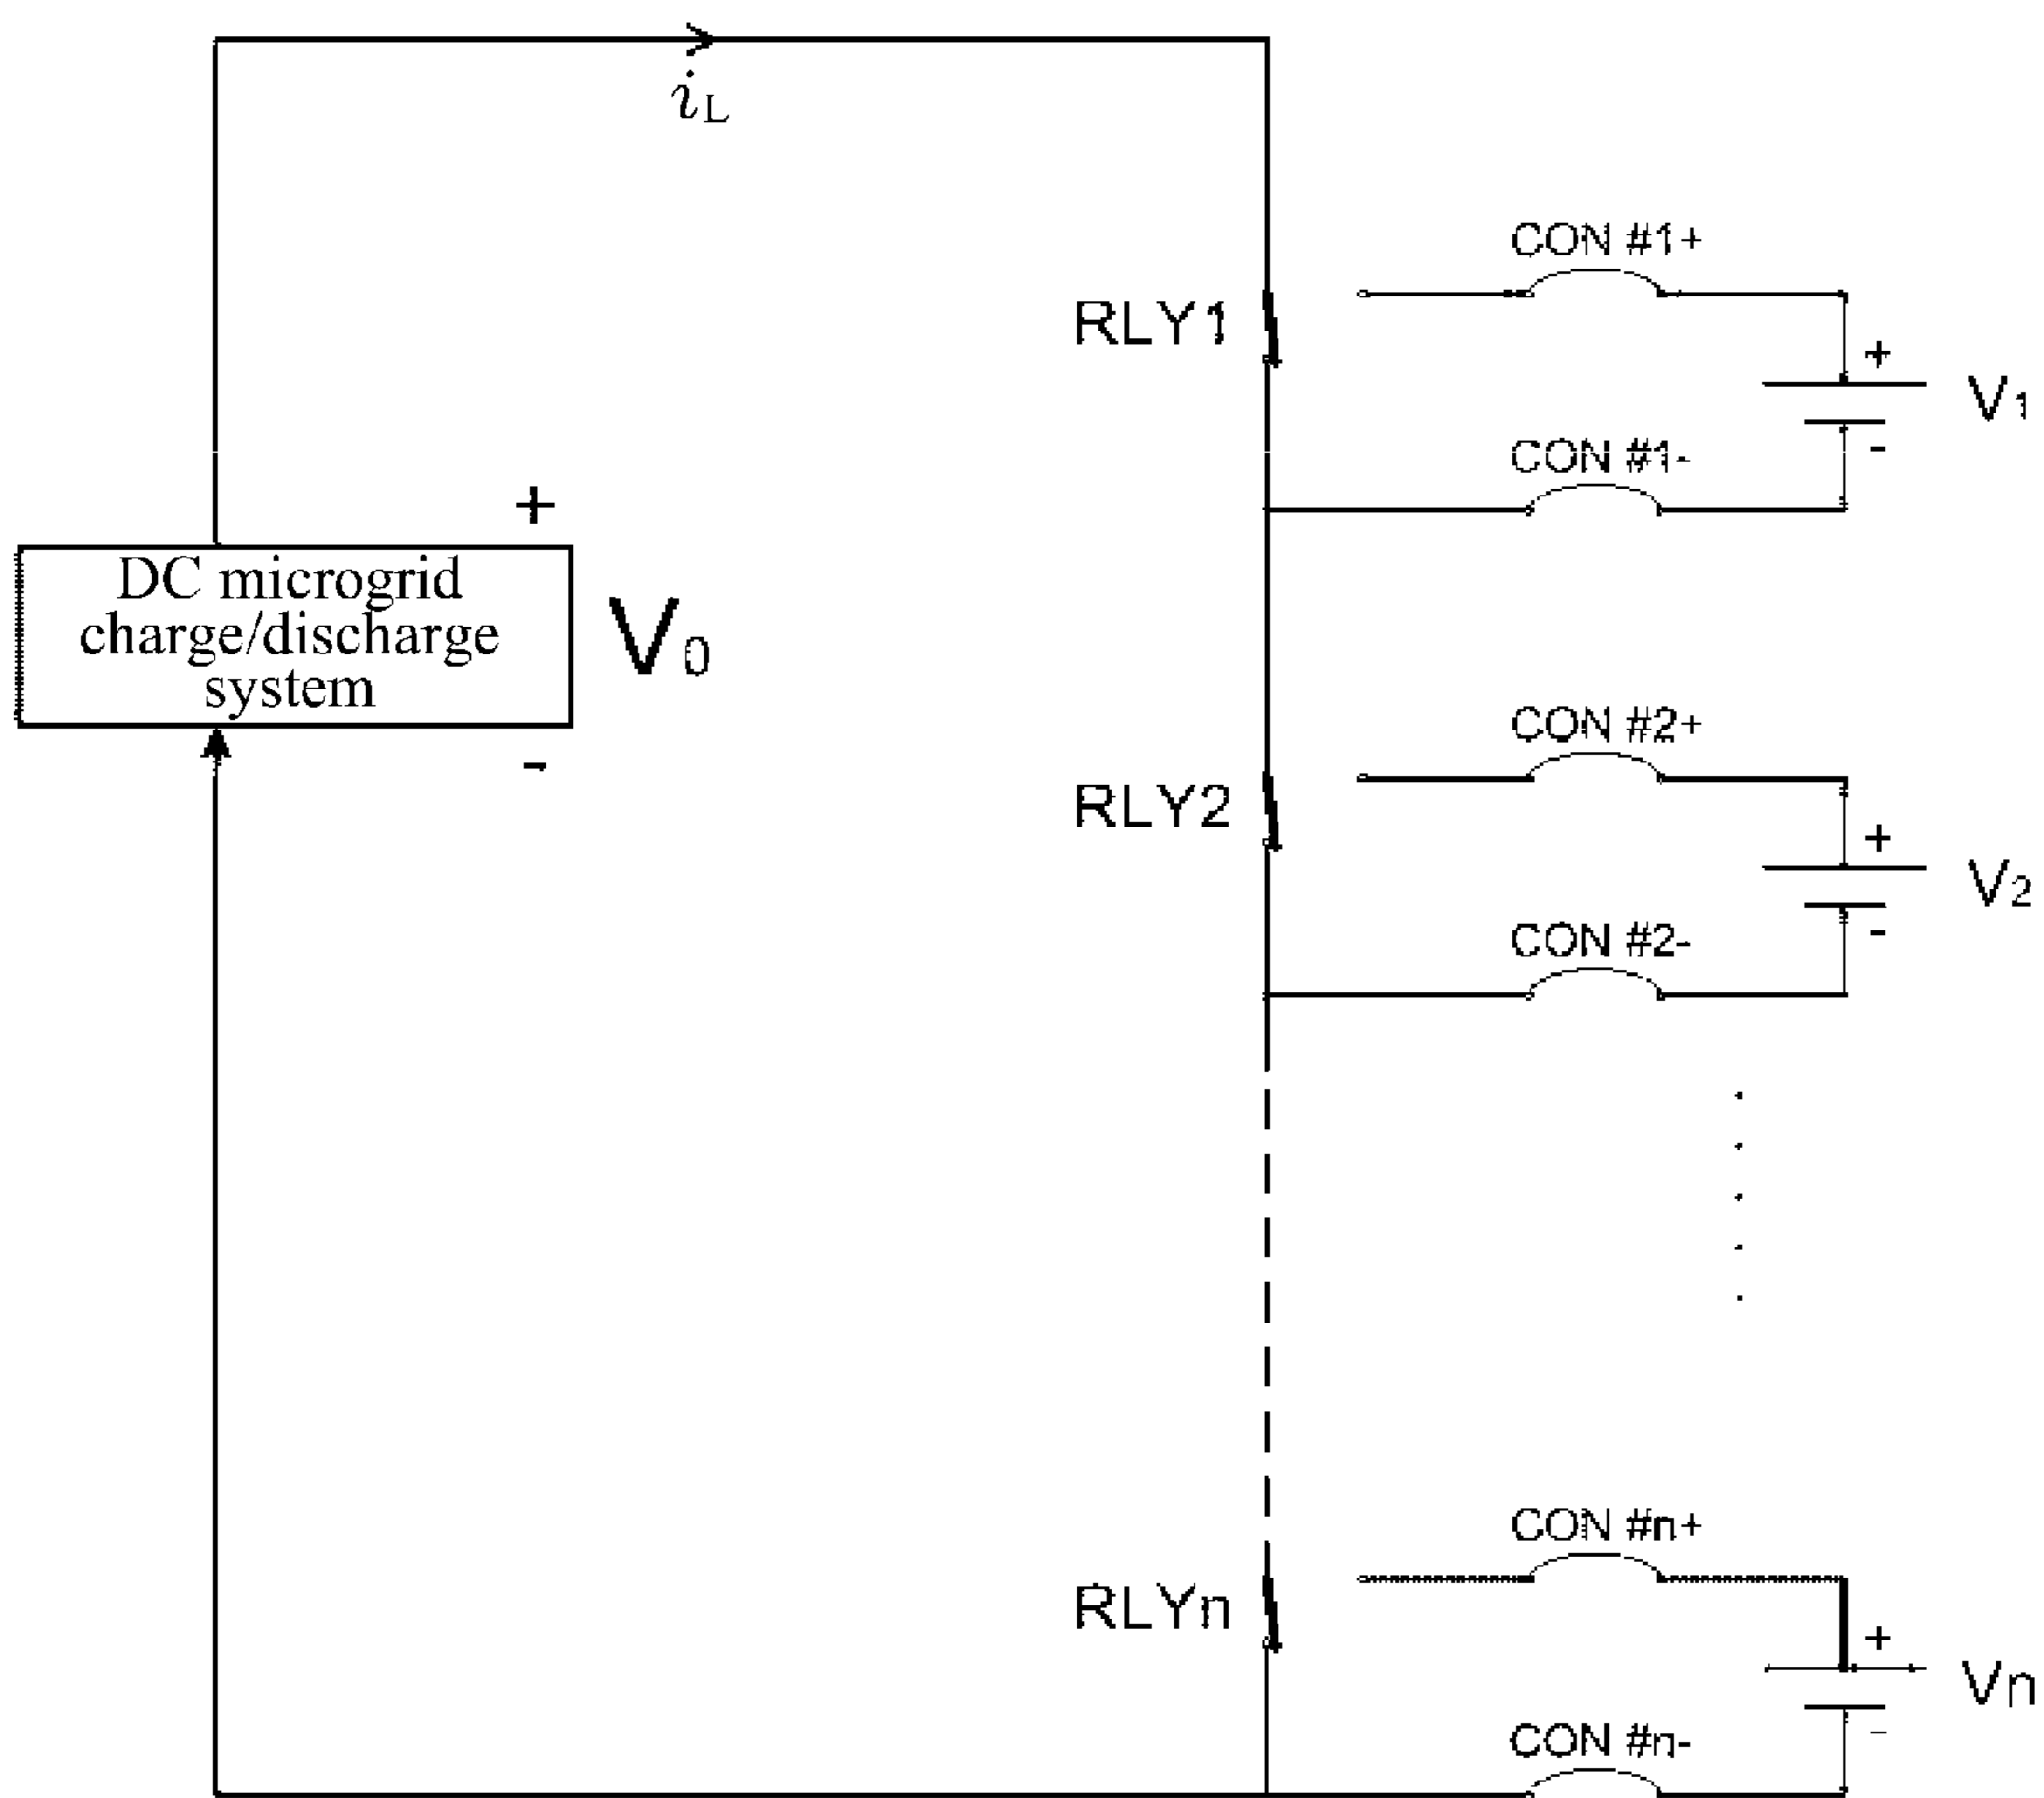 iL
CON #1+
RLY1
+
V1
CON #1-
-
+
DC microgrid
charge/discharge
system
V0
-
CON #2+
RLY2
+
V2
CON #2-
-
CON #n+
RLYn
+
Vn
CON #n-
-